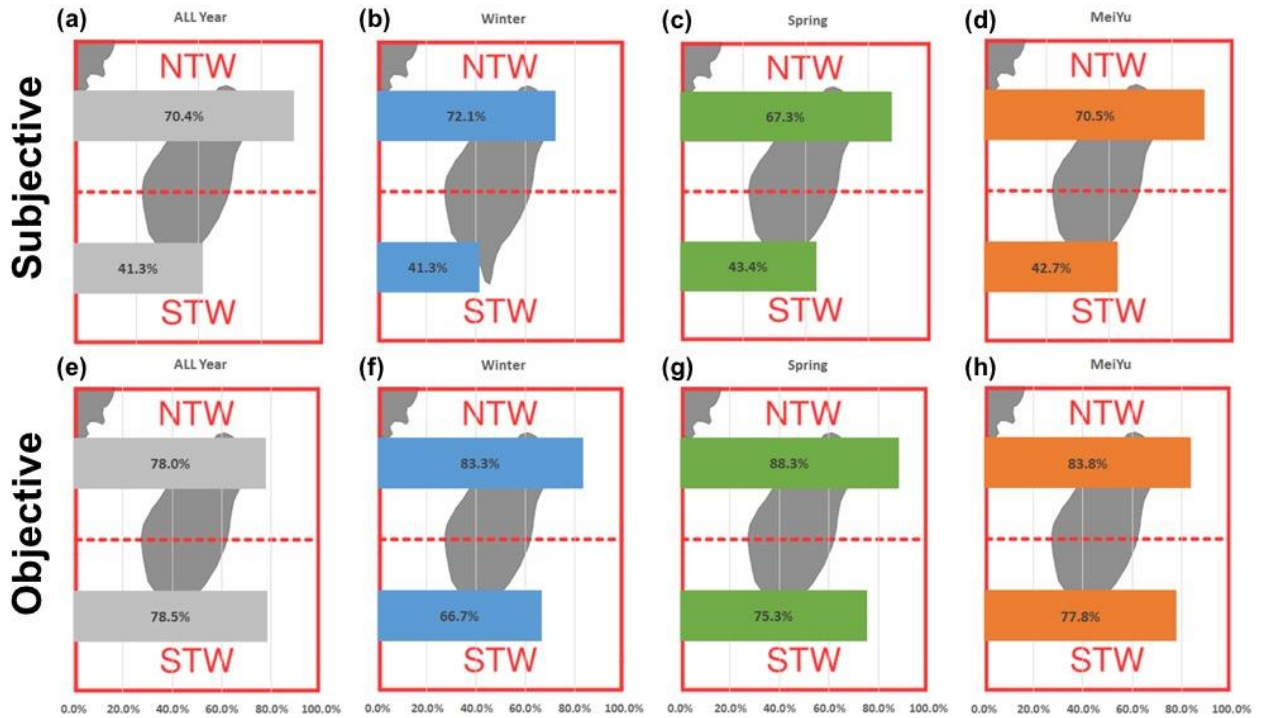 Subjective
(a) ALL Year
NTW
70.4%
41.3%
STW
(b) Winter
NTW
72.1%
41.3%
STW
(c) Spring
NTW
67.3%
43.4%
STW
(d) MeiYu
NTW
70.5%
42.7%
STW
Objective
(e) ALL Year
NTW
78.0%
78.5%
STW
0.0% 20.0% 40.0% 60.0% 80.0% 100.0%
(f) Winter
NTW
83.3%
66.7%
STW
0.0% 20.0% 40.0% 60.0% 80.0% 100.0%
(g) Spring
NTW
88.3%
75.3%
STW
0.0% 20.0% 40.0% 60.0% 80.0% 100.0%
(h) MeiYu
NTW
83.8%
77.8%
STW
0.0% 20.0% 40.0% 60.0% 80.0% 100.0%